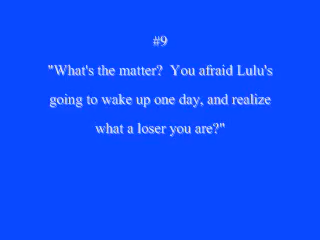 #9
"What's the matter?  You afraid Lulu's
going to wake up one day, and realize
what a loser you are?"